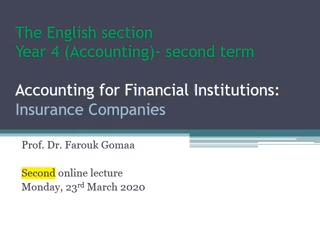 The English section
Year 4 (Accounting)- second term
Accounting for Financial Institutions:
Insurance Companies
Prof. Dr. Farouk Gomaa
Second online lecture
Monday, 23rd March 2020